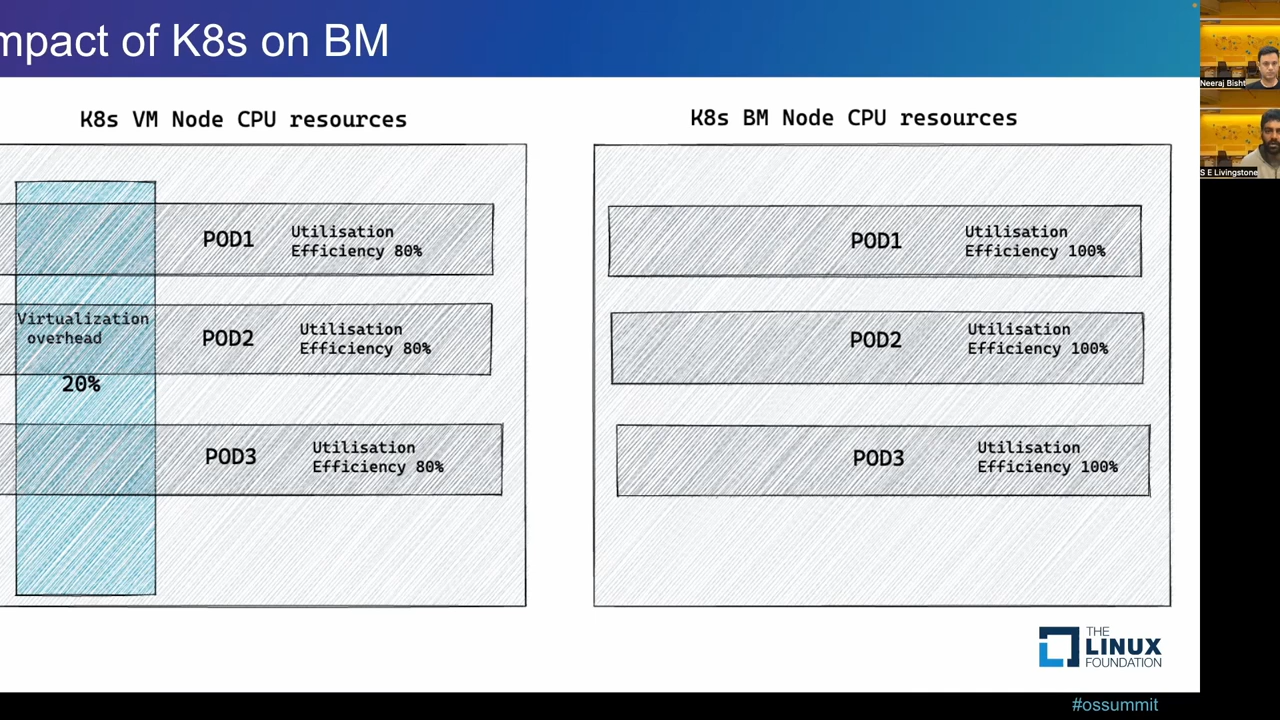 mpact of K8s on BM
K8s VM Node CPU resources
K8s BM Node CPU resources
POD1
Utilisation
Efficiency 80%
Virtualization
overhead
20%
POD2
Utilisation
Efficiency 80%
POD3
Utilisation
Efficiency 80%
POD1
Utilisation
Efficiency 100%
POD2
Utilisation
Efficiency 100%
POD3
Utilisation
Efficiency 100%
THE
LINUX
FOUNDATION
#ossummit
Neeraj Bisht
S E Livingstone